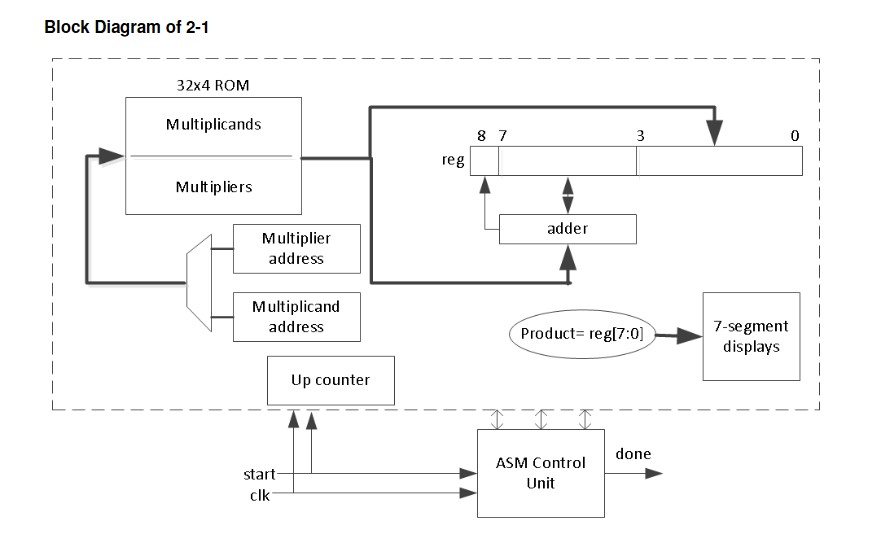 Block Diagram of 2-1
32x4 ROM
Multiplicands
Multipliers
8 7 3 0
reg
adder
Multiplier
address
Multiplicand
address
Product= reg[7:0]
7-segment
displays
Up counter
ASM Control
Unit
done
start
clk